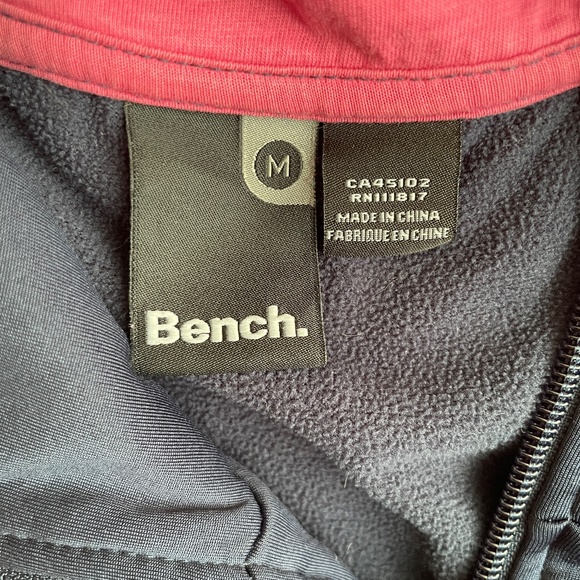 M
Bench.
CA45102
RN111817
MADE IN CHINA
FABRIQUE EN CHINE